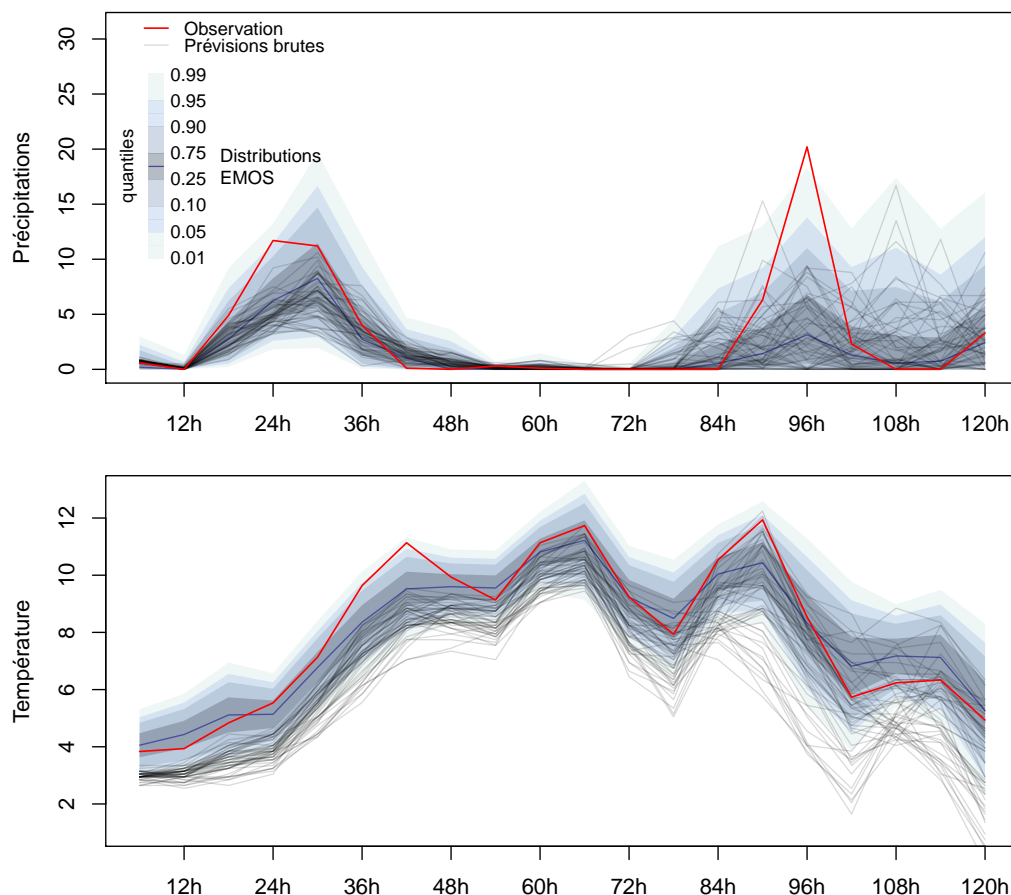 Observation
Prévisions brutes
0.99
0.95
0.90
0.75
0.25
0.10
0.05
0.01
quantiles
Distributions
EMOS
Précipitations
30
25
20
15
10
5
0
12h 24h 36h 48h 60h 72h 84h 96h 108h 120h
Température
12
10
8
6
4
2
12h 24h 36h 48h 60h 72h 84h 96h 108h 120h